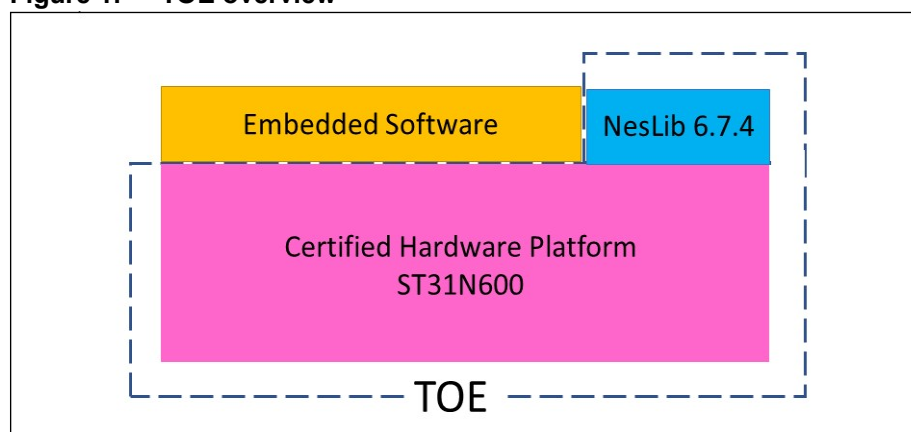 Embedded Software
NesLib 6.7.4
Certified Hardware Platform
ST31N600
TOE